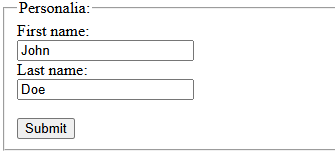 Personalia:
First name:
John
Last name:
Doe
Submit